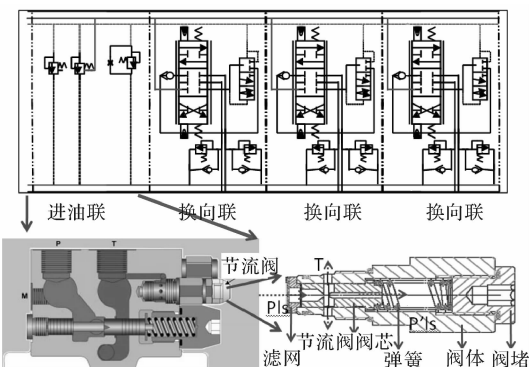 进油联 换向联 换向联 换向联
P T
M
节流阀
T
Pls
P'ls
滤网 节流阀阀芯 弹簧 阀体 阀堵